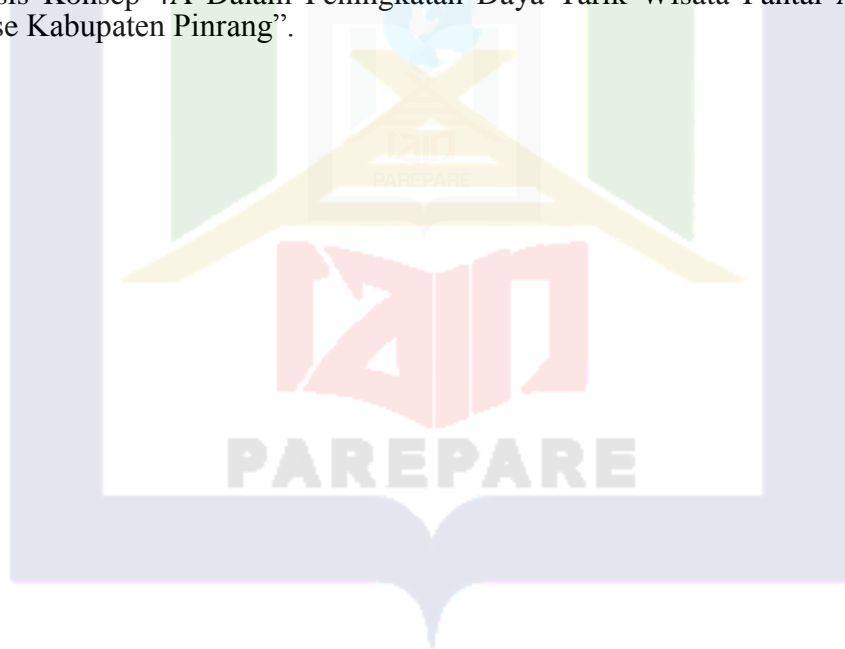 sis Konsep 4A Dalam Peningkatan Daya Tarik Wisata Pantai
se Kabupaten Pinrang”.
iain
PAREPARE
iain
PAREPARE